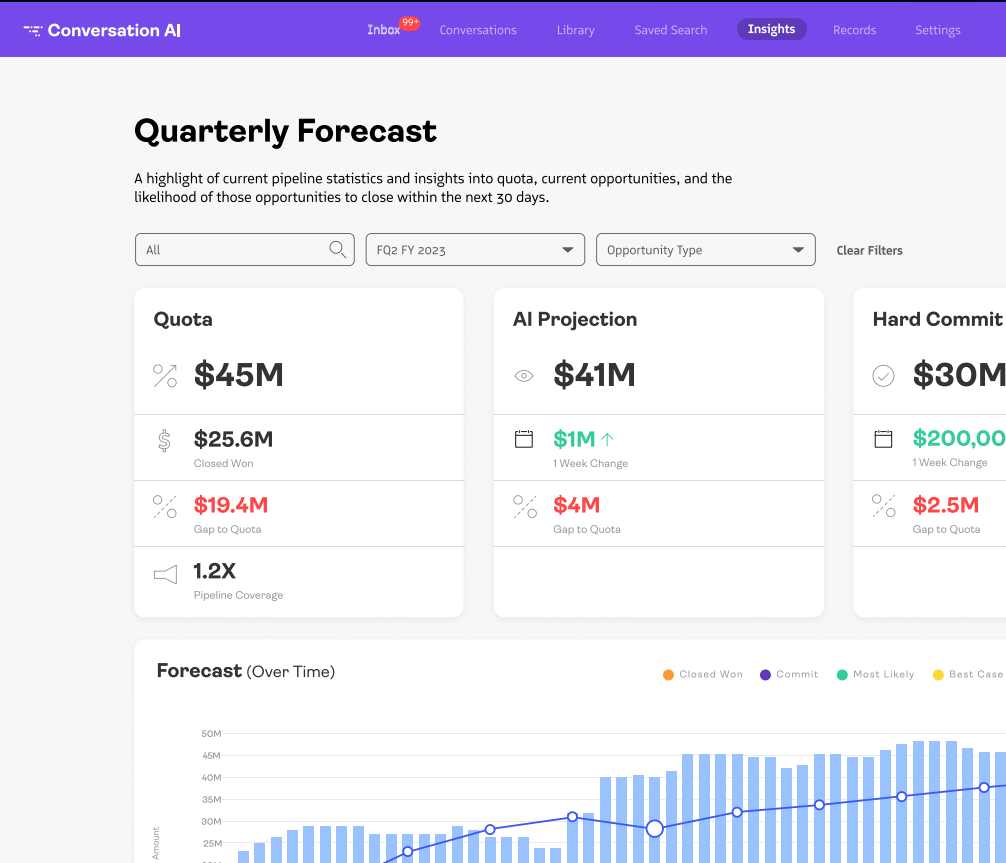 Conversation AI
Inbox 99+ Conversations Library Saved Search Insights Records Settings
Quarterly Forecast
A highlight of current pipeline statistics and insights into quota, current opportunities, and the
likelihood of those opportunities to close within the next 30 days.
All FQ2 FY 2023 Opportunity Type Clear Filters
Quota
$45M
$25.6M
Closed Won
$19.4M
Gap to Quota
1.2X
Pipeline Coverage
AI Projection
$41M
$1M
1 Week Change
$4M
Gap to Quota
Hard Commit
$30M
$200,00
1 Week Change
$2.5M
Gap to Quota
Forecast (Over Time)
Closed Won Commit Most Likely Best Case
50M
45M
40M
35M
30M
25M
Amount